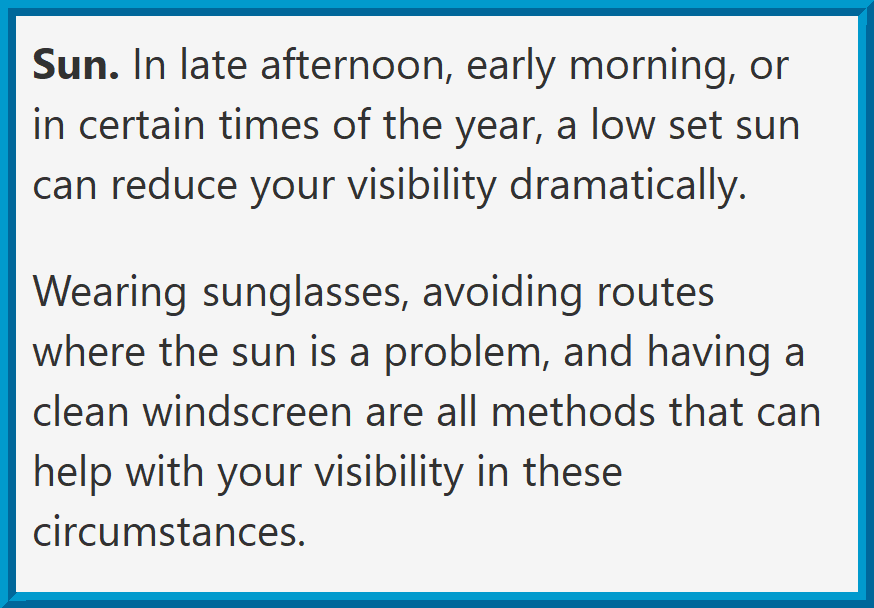 Sun. In late afternoon, early morning, or
in certain times of the year, a low set sun
can reduce your visibility dramatically.
Wearing sunglasses, avoiding routes
where the sun is a problem, and having a
clean windscreen are all methods that can
help with your visibility in these
circumstances.